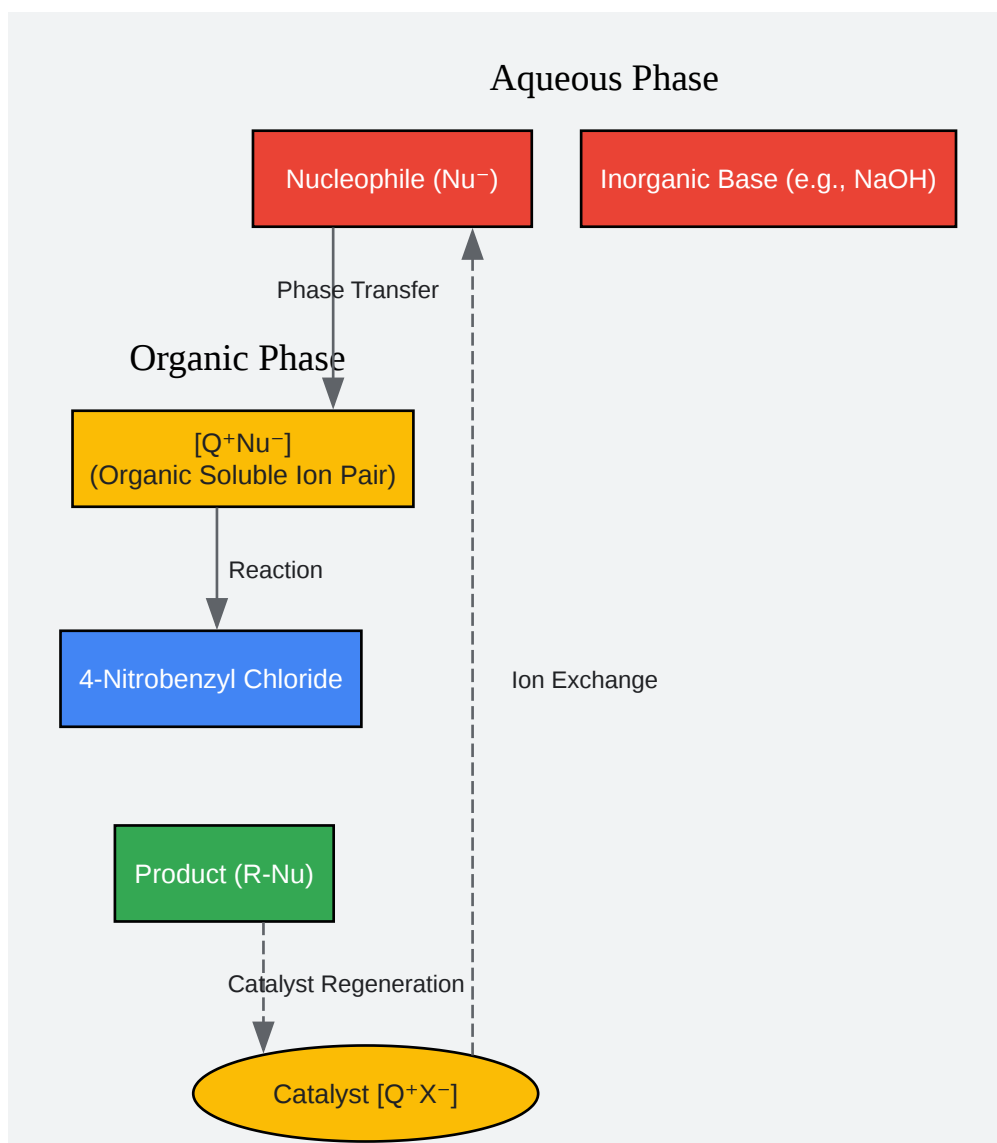 Aqueous Phase
Nucleophile (Nu⁻)
Inorganic Base (e.g., NaOH)
Phase Transfer
Organic Phase
[Q⁺Nu⁻]
(Organic Soluble Ion Pair)
Reaction
4-Nitrobenzyl Chloride
Ion Exchange
Product (R-Nu)
Catalyst Regeneration
Catalyst [Q⁺X⁻]